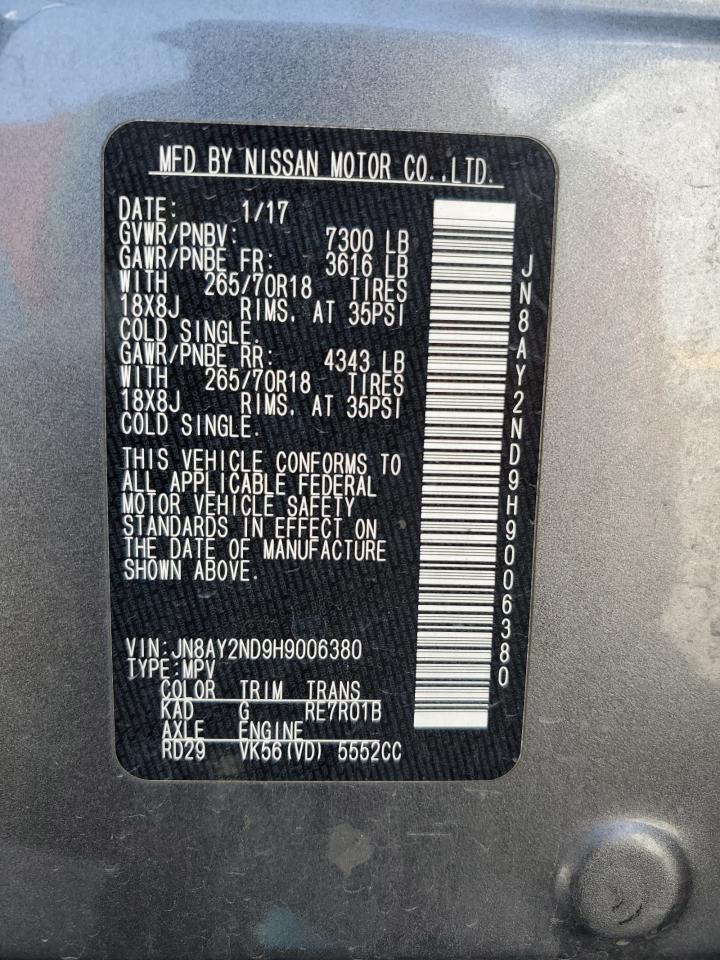 MFD BY NISSAN MOTOR CO.,LTD.
DATE: 1/17
GVWR/PNBV: 7300 LB
GAWR/PNBE FR: 3616 LB
WITH 265/70R18 TIRES
18X8J RIMS, AT 35PSI
COLD SINGLE.
GAWR/PNBE RR: 4343 LB
WITH 265/70R18 TIRES
18X8J RIMS, AT 35PSI
COLD SINGLE.
THIS VEHICLE CONFORMS TO
ALL APPLICABLE FEDERAL
MOTOR VEHICLE SAFETY
STANDARDS IN EFFECT ON
THE DATE OF MANUFACTURE
SHOWN ABOVE.
VIN:JN8AY2ND9H9006380
TYPE:MPV
COLOR TRIM TRANS
KAD G RE7R01B
AXLE ENGINE
RD29 VK56(VD) 5552CC
JN8AY2ND9H9006380